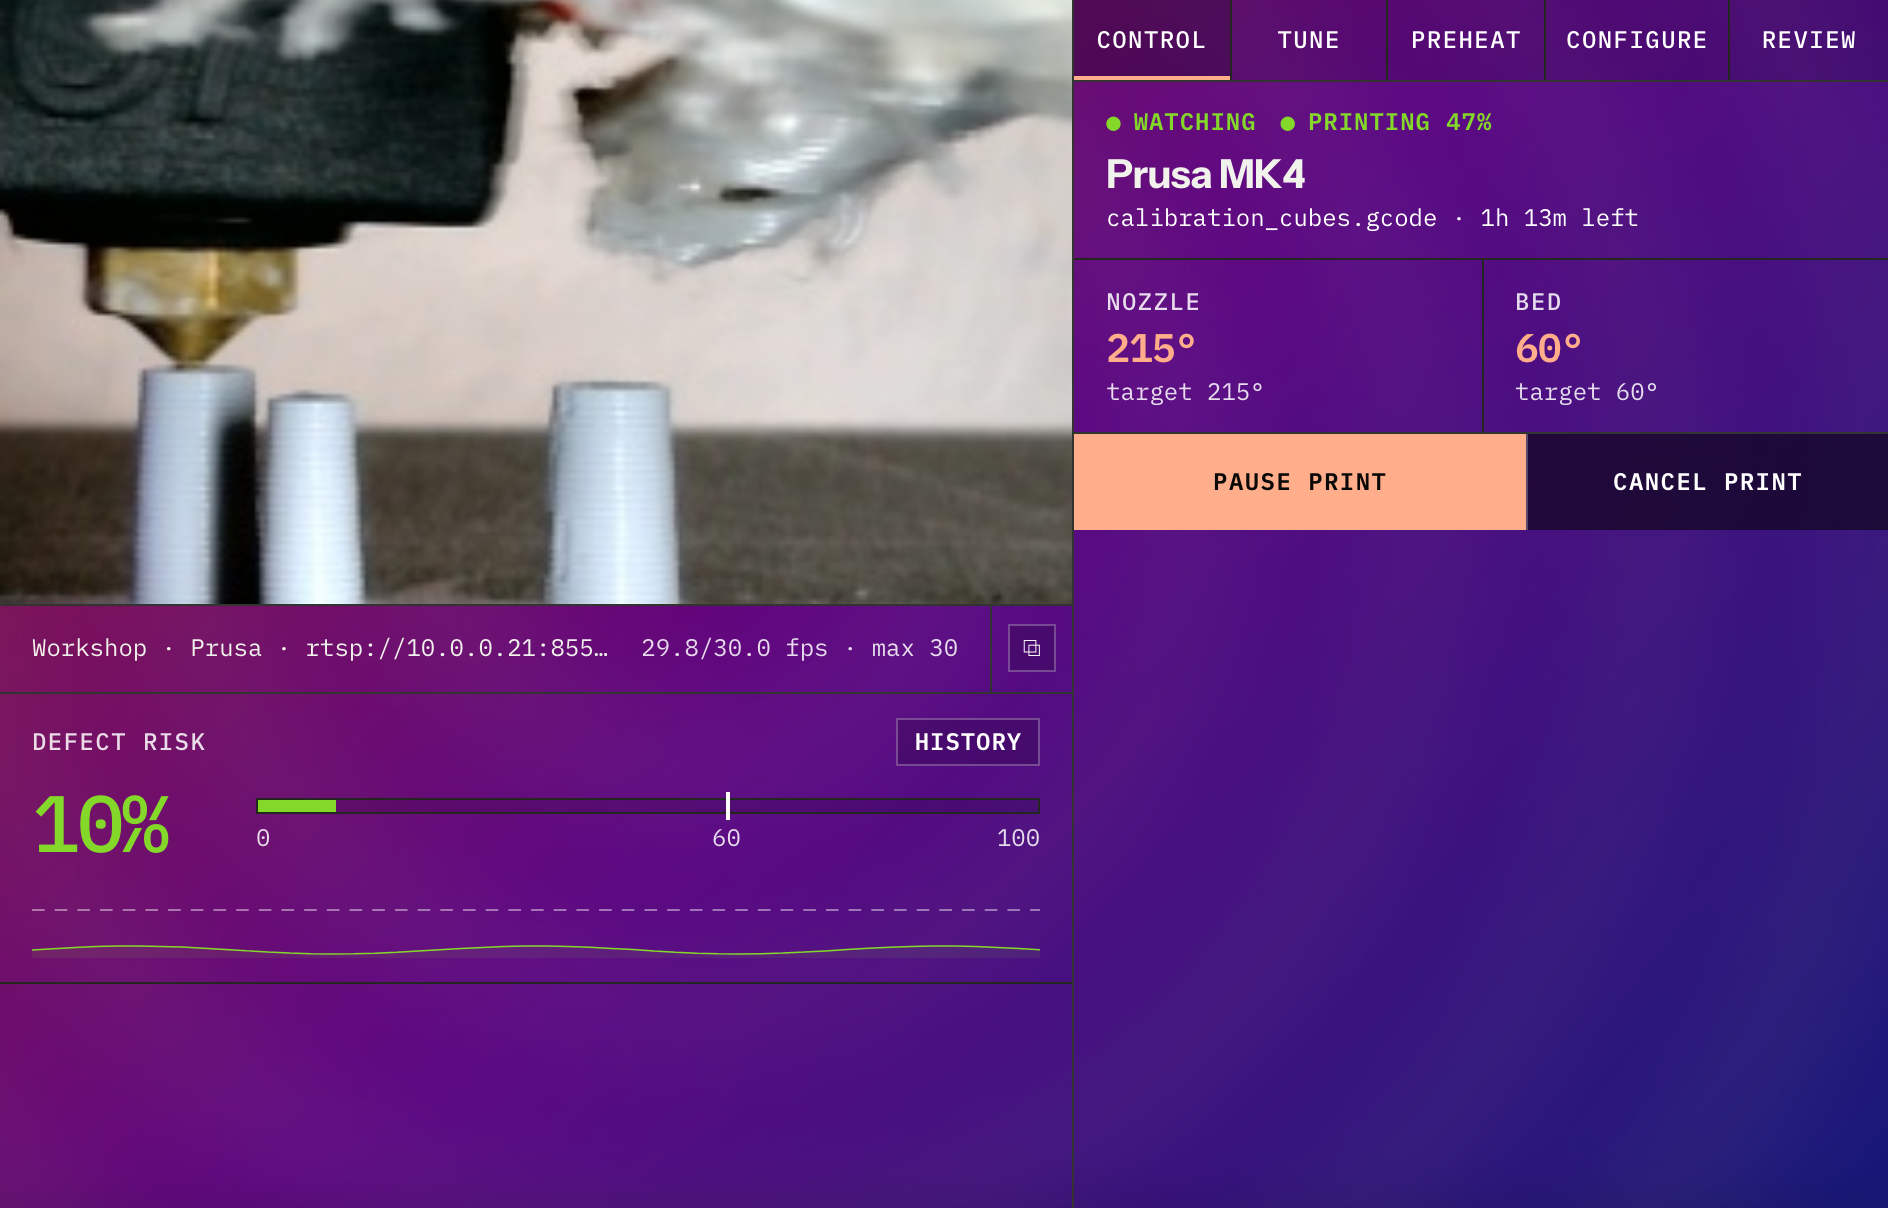 CONTROL
TUNE
PREHEAT
CONFIGURE
REVIEW
WATCHING
PRINTING 47%
Prusa MK4
calibration_cubes.gcode · 1h 13m left
NOZZLE
215°
target 215°
BED
60°
target 60°
PAUSE PRINT
CANCEL PRINT
Workshop · Prusa · rtsp://10.0.0.21:855…
29.8/30.0 fps · max 30
DEFECT RISK
HISTORY
10%
0
60
100